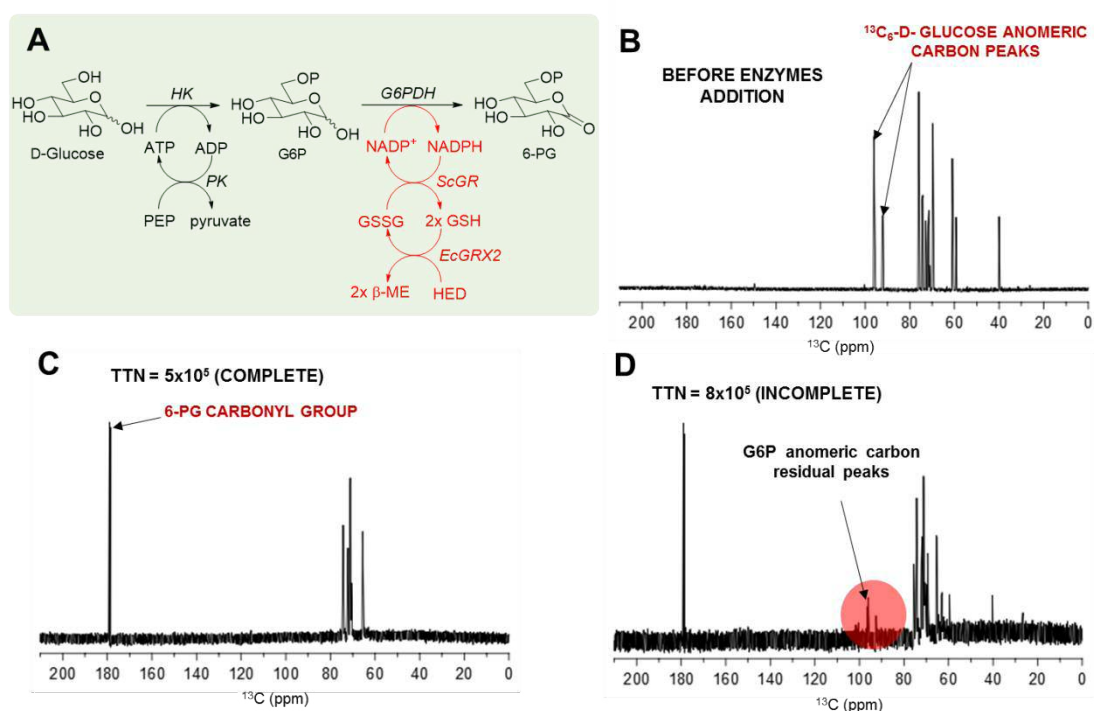 A
HO
OP
OP
HO
O
HK
HO
O
G6PDH
HO
O
HO
OH
OH
HO
OH
OH
HO
OH
O
D-Glucose
ATP
ADP
G6P
NADP⁺
NADPH
6-PG
PK
ScGR
PEP
pyruvate
GSSG
2x GSH
EcGRX2
2x β-ME
HED
B
¹³C₆-D- GLUCOSE ANOMERIC
CARBON PEAKS
BEFORE ENZYMES
ADDITION
200 180 160 140 120 100 80 60 40 20 0
¹³C (ppm)
C
TTN = 5x10⁵ (COMPLETE)
6-PG CARBONYL GROUP
200 180 160 140 120 100 80 60 40 20 0
¹³C (ppm)
D
TTN = 8x10⁵ (INCOMPLETE)
G6P anomeric carbon
residual peaks
200 180 160 140 120 100 80 60 40 20 0
¹³C (ppm)